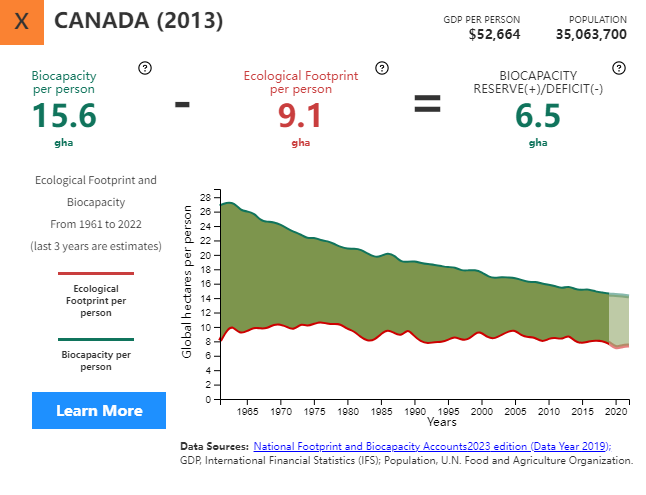 X
CANADA (2013)
GDP PER PERSON
$52,664
POPULATION
35,063,700
Biocapacity
per person
?
15.6
gha
-
Ecological Footprint
per person
?
9.1
gha
=
BIOCAPACITY
RESERVE(+)/DEFICIT(-)
?
6.5
gha
Ecological Footprint and
Biocapacity
From 1961 to 2022
(last 3 years are estimates)
Ecological
Footprint per
person
Biocapacity per
person
Learn More
Global hectares per person
28
26
24
22
20
18
16
14
12
10
8
6
4
2
0
1965 1970 1975 1980 1985 1990 1995 2000 2005 2010 2015 2020
Years
Data Sources: National Footprint and Biocapacity Accounts2023 edition (Data Year 2019);
GDP, International Financial Statistics (IFS); Population, U.N. Food and Agriculture Organization.